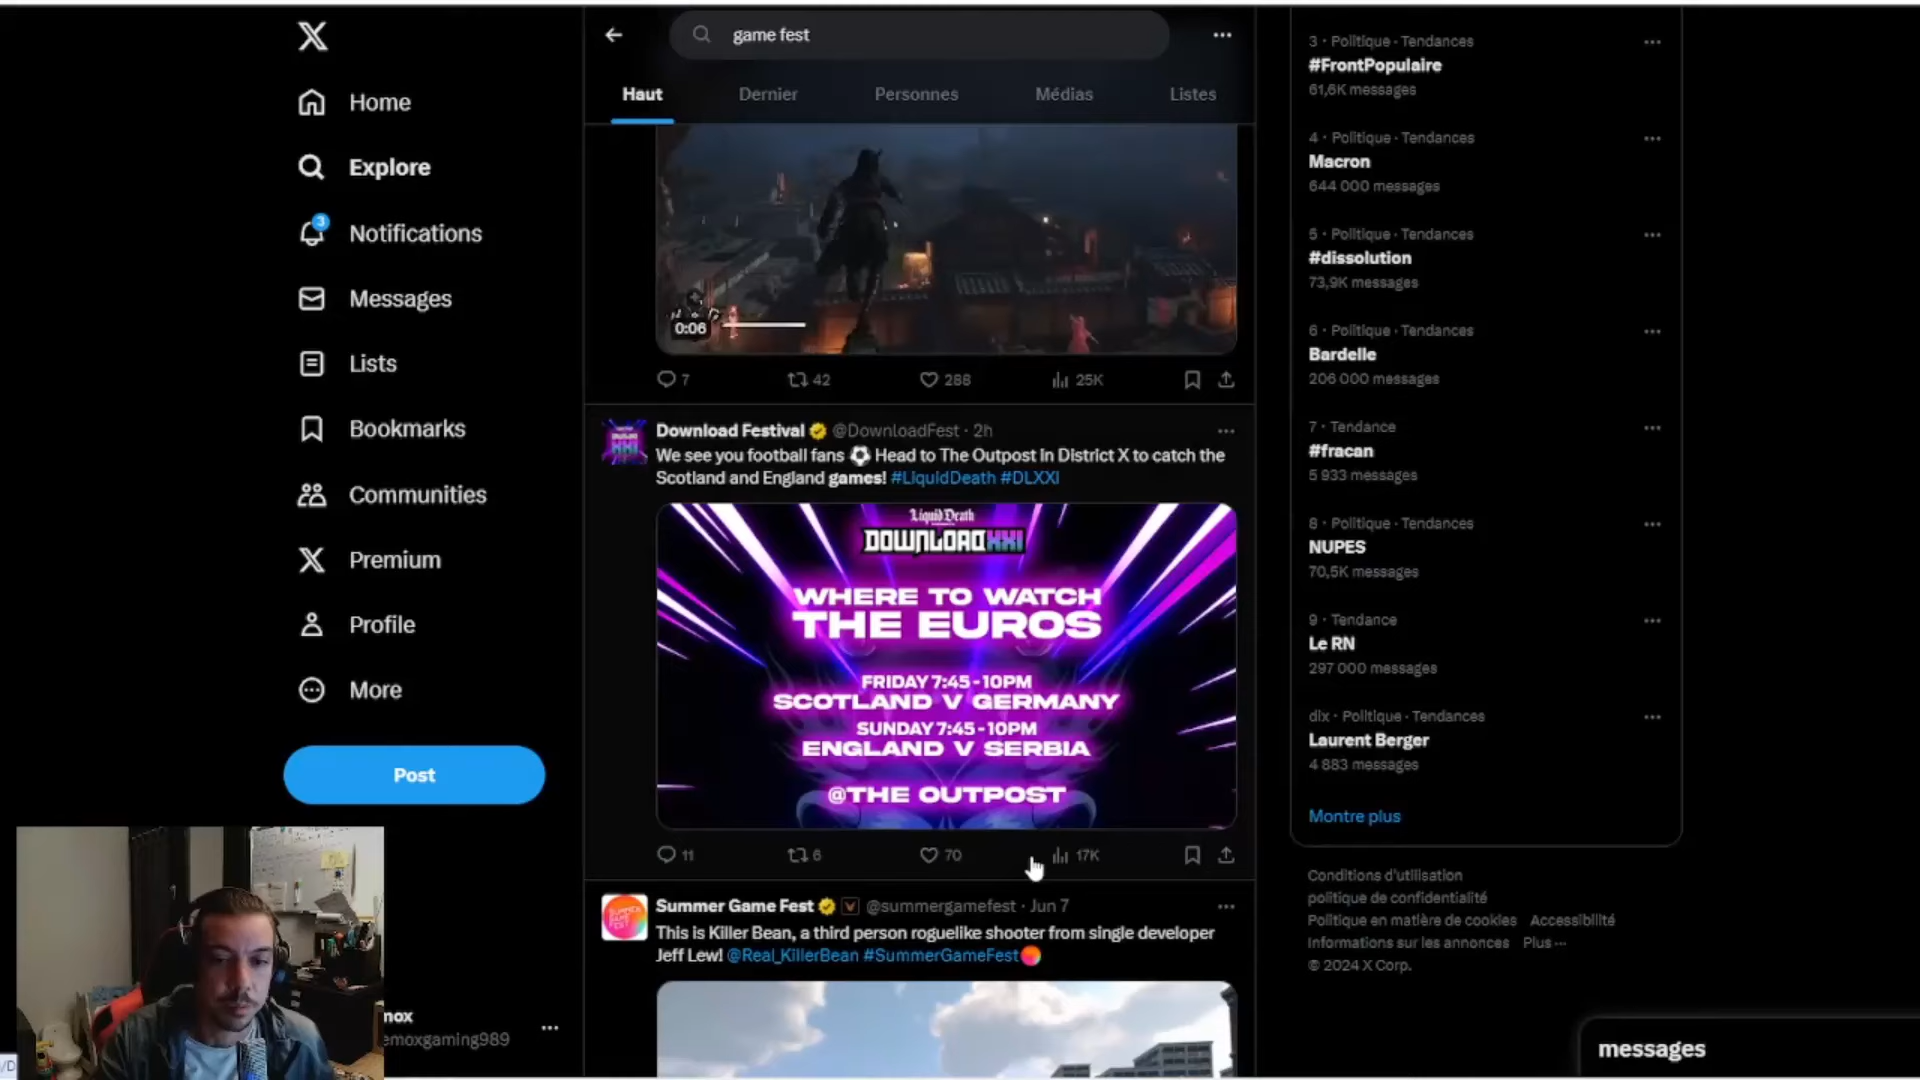 game fest
Haut
Dernier
Personnes
Médias
Listes
Home
Explore
3
Notifications
Messages
Lists
Bookmarks
Communities
Premium
Profile
More
Post
mox
emoxgaming989
/D
0:06
7
42
288
25K
Download Festival @DownloadFest · 2h
We see you football fans ⚽ Head to The Outpost in District X to catch the
Scotland and England games! #LiquidDeath #DLXXI
Liquid Death
DOWNLOAD XXI
WHERE TO WATCH
THE EUROS
FRIDAY 7:45-10PM
SCOTLAND V GERMANY
SUNDAY 7:45-10PM
ENGLAND V SERBIA
@THE OUTPOST
11
6
70
17K
SUMMER
GAME
FEST
Summer Game Fest @summergamefest · Jun 7
This is Killer Bean, a third person roguelike shooter from single developer
Jeff Lew! @Real_KillerBean #SummerGameFest
3 · Politique · Tendances
#FrontPopulaire
61,6K messages
4 · Politique · Tendances
Macron
644 000 messages
5 · Politique · Tendances
#dissolution
73,9K messages
6 · Politique · Tendances
Bardelle
206 000 messages
7 · Tendance
#fracan
5 933 messages
8 · Politique · Tendances
NUPES
70,5K messages
9 · Tendance
Le RN
297 000 messages
dix · Politique · Tendances
Laurent Berger
4 883 messages
Montre plus
Conditions d'utilisation
politique de confidentialité
Politique en matière de cookies Accessibilité
Informations sur les annonces Plus ···
© 2024 X Corp.
messages